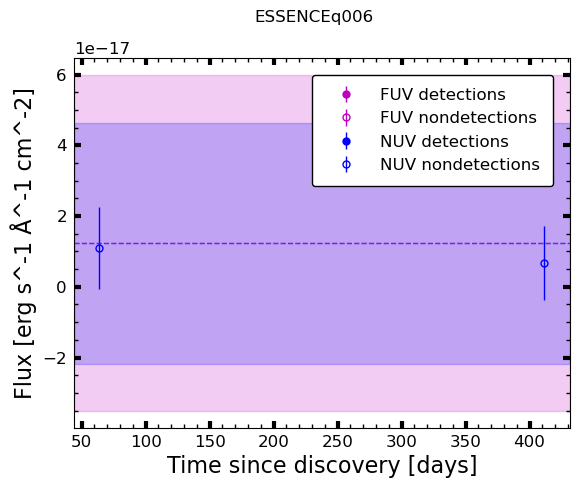 ESSENCEq006
1e−17
FUV detections
FUV nondetections
NUV detections
NUV nondetections
6
4
2
0
−2
Flux [erg s^-1 Å^-1 cm^-2]
50 100 150 200 250 300 350 400
Time since discovery [days]